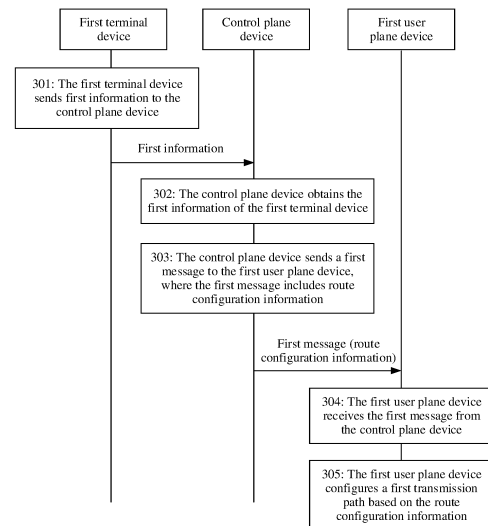 First terminal
device
Control plane
device
First user
plane device
301: The first terminal device
sends first information to the
control plane device
First information
302: The control plane device obtains the
first information of the first terminal device
303: The control plane device sends a first
message to the first user plane device,
where the first message includes route
configuration information
First message (route
configuration information)
304: The first user plane device
receives the first message from
the control plane device
305: The first user plane device
configures a first transmission
path based on the route
configuration information